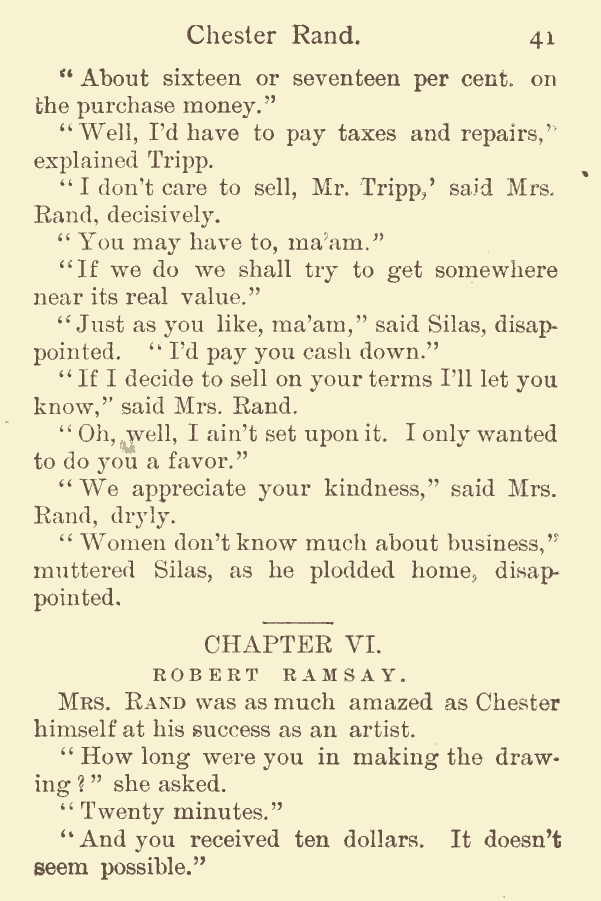 Chester Rand. 41
" About sixteen or seventeen per cent. on
the purchase money."
" Well, I'd have to pay taxes and repairs,"
explained Tripp.
" I don't care to sell, Mr. Tripp,' said Mrs.
Rand, decisively.
" You may have to, ma'am."
" If we do we shall try to get somewhere
near its real value."
" Just as you like, ma'am," said Silas, disap-
pointed. " I'd pay you cash down."
" If I decide to sell on your terms I'll let you
know," said Mrs. Rand.
" Oh, well, I ain't set upon it. I only wanted
to do you a favor."
" We appreciate your kindness," said Mrs.
Rand, dryly.
" Women don't know much about business,"
muttered Silas, as he plodded home, disap-
pointed.
CHAPTER VI.
ROBERT RAMSAY.
MRS. RAND was as much amazed as Chester
himself at his success as an artist.
" How long were you in making the draw-
ing ? " she asked.
" Twenty minutes."
" And you received ten dollars. It doesn't
seem possible."